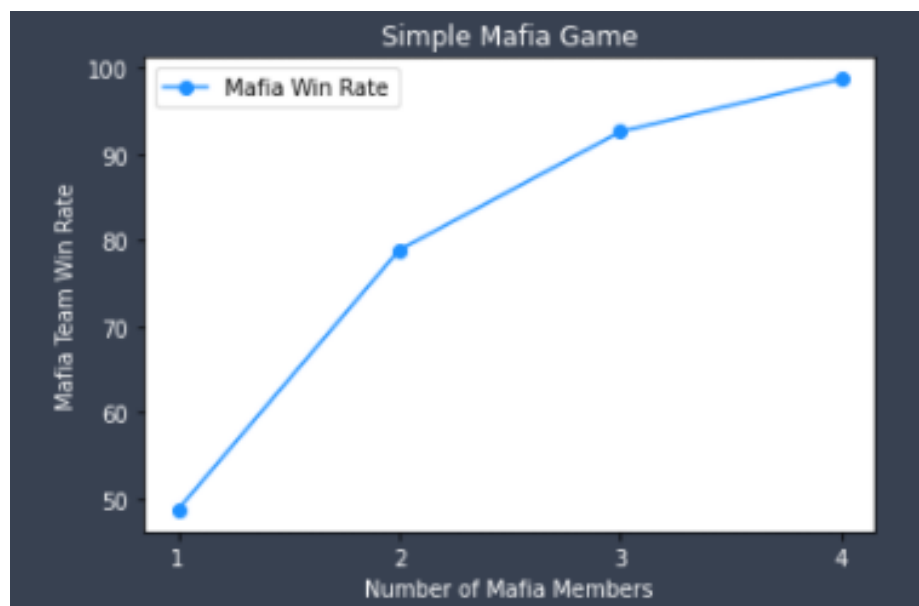 Simple Mafia Game
Mafia Win Rate
Mafia Team Win Rate
100
90
80
70
60
50
1 2 3 4
Number of Mafia Members